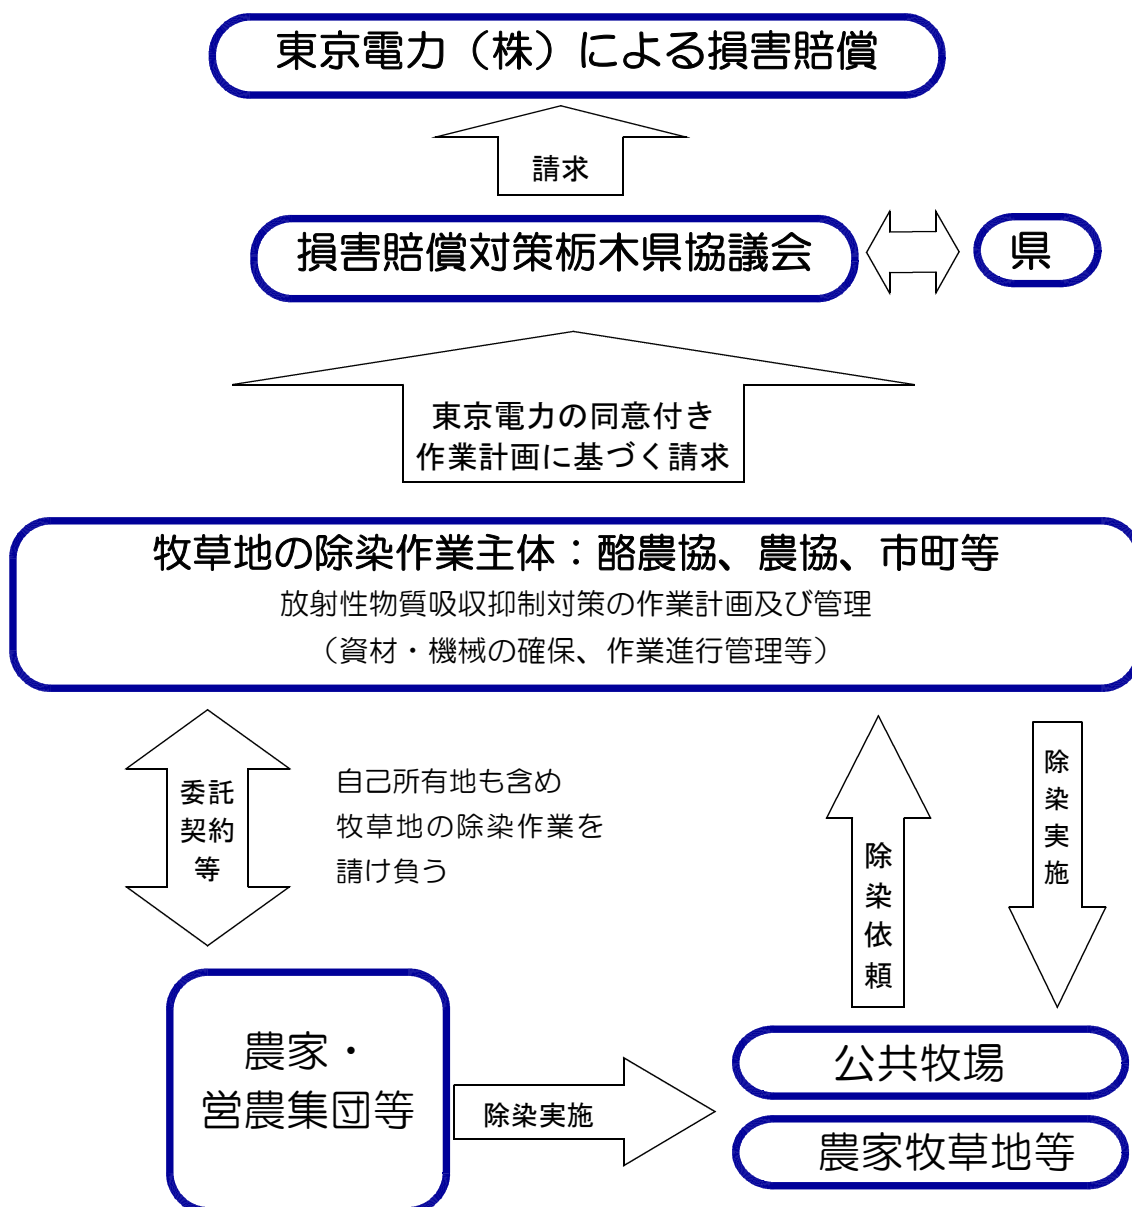 東京電力（株）による損害賠償
請求
損害賠償対策栃木県協議会
県
東京電力の同意付き
作業計画に基づく請求
牧草地の除染作業主体：酪農協、農協、市町等
放射性物質吸収抑制対策の作業計画及び管理
（資材・機械の確保、作業進行管理等）
委託
契約
等
自己所有地も含め
牧草地の除染作業を
請け負う
除染依頼
除染実施
農家・
営農集団等
除染実施
公共牧場
農家牧草地等